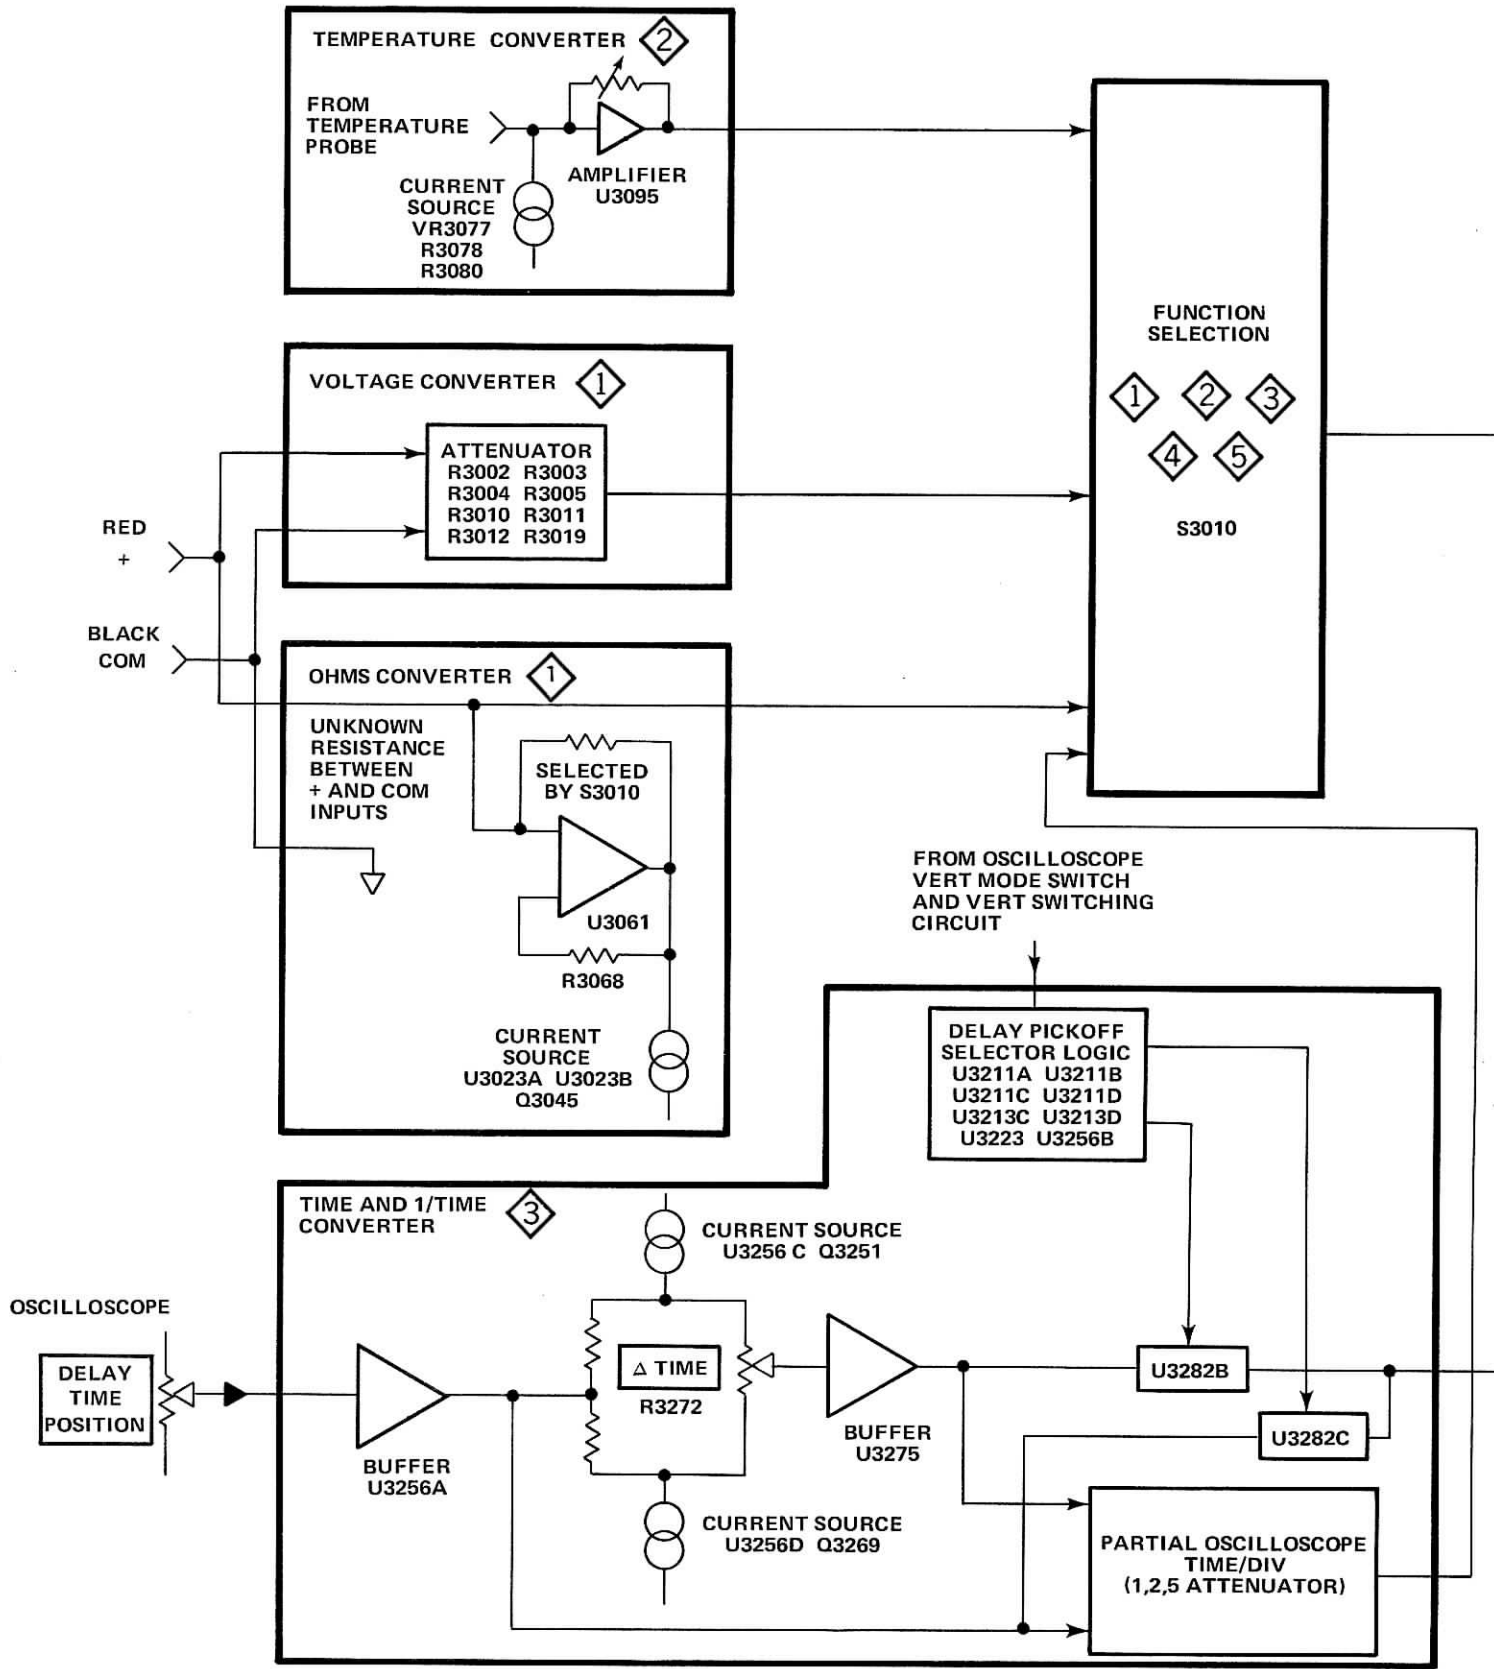 TEMPERATURE CONVERTER 2
FROM
TEMPERATURE
PROBE
AMPLIFIER
U3095
CURRENT
SOURCE
VR3077
R3078
R3080
FUNCTION
SELECTION
1 2 3
4 5
S3010
VOLTAGE CONVERTER 1
ATTENUATOR
R3002 R3003
R3004 R3005
R3010 R3011
R3012 R3019
RED
+
BLACK
COM
OHMS CONVERTER 1
UNKNOWN
RESISTANCE
BETWEEN
+ AND COM
INPUTS
SELECTED
BY S3010
U3061
R3068
CURRENT
SOURCE
U3023A U3023B
Q3045
FROM OSCILLOSCOPE
VERT MODE SWITCH
AND VERT SWITCHING
CIRCUIT
DELAY PICKOFF
SELECTOR LOGIC
U3211A U3211B
U3211C U3211D
U3213C U3213D
U3223 U3256B
TIME AND 1/TIME
CONVERTER 3
CURRENT SOURCE
U3256 C Q3251
OSCILLOSCOPE
DELAY
TIME
POSITION
BUFFER
U3256A
Δ TIME
R3272
BUFFER
U3275
U3282B
U3282C
CURRENT SOURCE
U3256D Q3269
PARTIAL OSCILLOSCOPE
TIME/DIV
(1,2,5 ATTENUATOR)